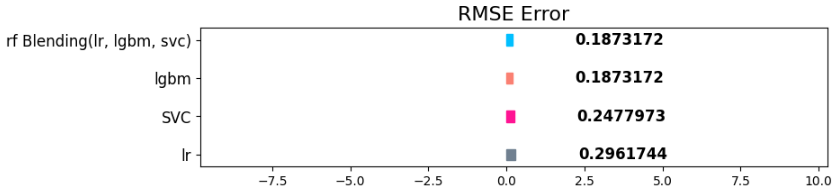 RMSE Error
rf Blending(lr, lgbm, svc) 0.1873172
lgbm 0.1873172
SVC 0.2477973
lr 0.2961744
−7.5 −5.0 −2.5 0.0 2.5 5.0 7.5 10.0